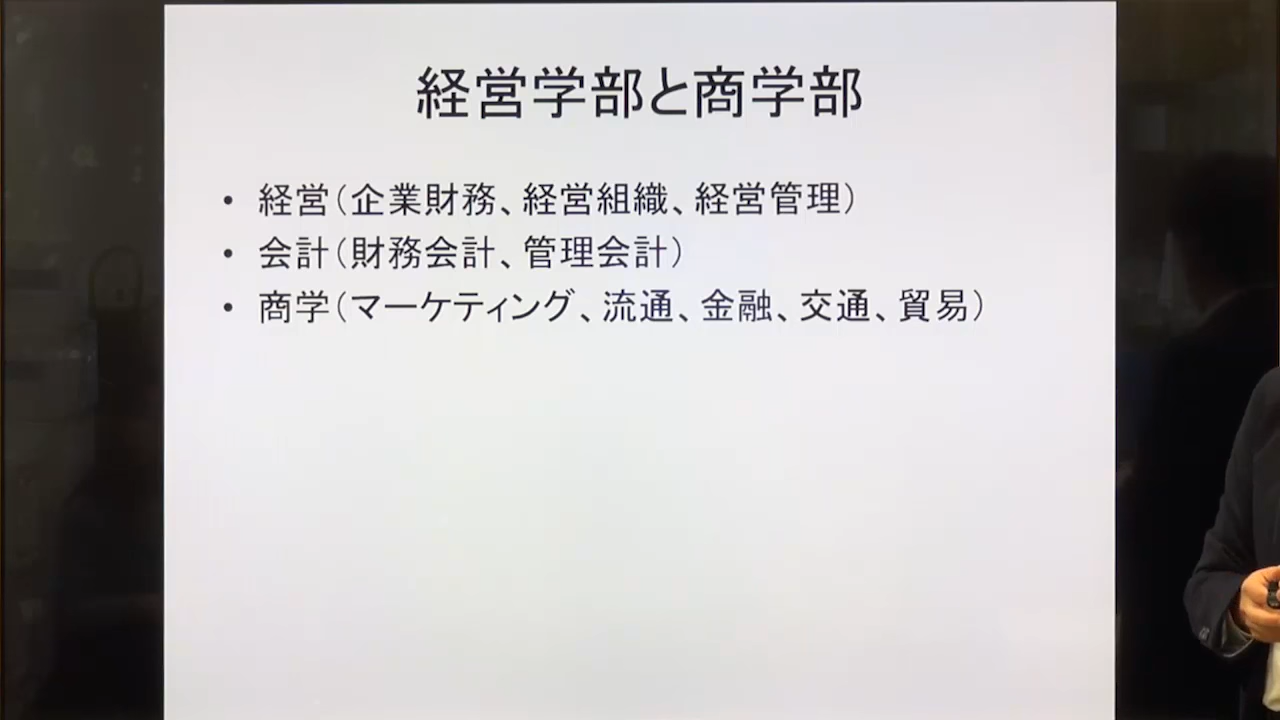 経営学部と商学部
• 経営(企業財務、経営組織、経営管理)
• 会計(財務会計、管理会計)
• 商学(マーケティング、流通、金融、交通、貿易)